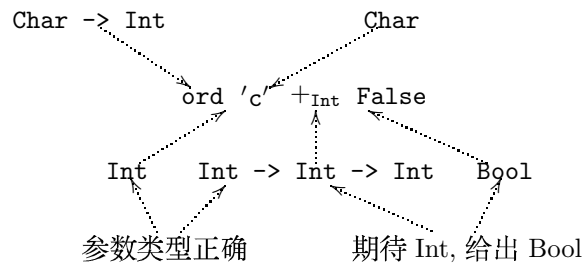 Char -> Int Char
ord 'c' +Int False
Int Int -> Int -> Int Bool
参数类型正确 期待 Int, 给出 Bool